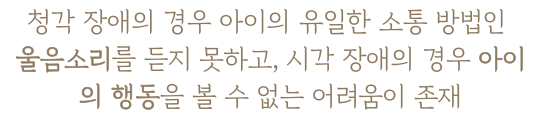 청각 장애의 경우 아이의 유일한 소통 방법인
울음소리를 듣지 못하고, 시각 장애의 경우 아이
의 행동을 볼 수 없는 어려움이 존재